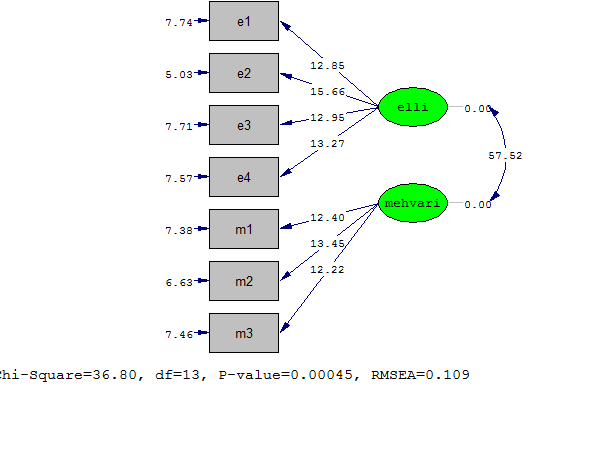 7.74 e1
12.85
5.03 e2
15.66
elli 0.00
7.71 e3
12.95
13.27
57.52
7.57 e4
mehvari 0.00
7.38 m1
12.40
13.45
12.22
6.63 m2
7.46 m3
Chi-Square=36.80, df=13, P-value=0.00045, RMSEA=0.109